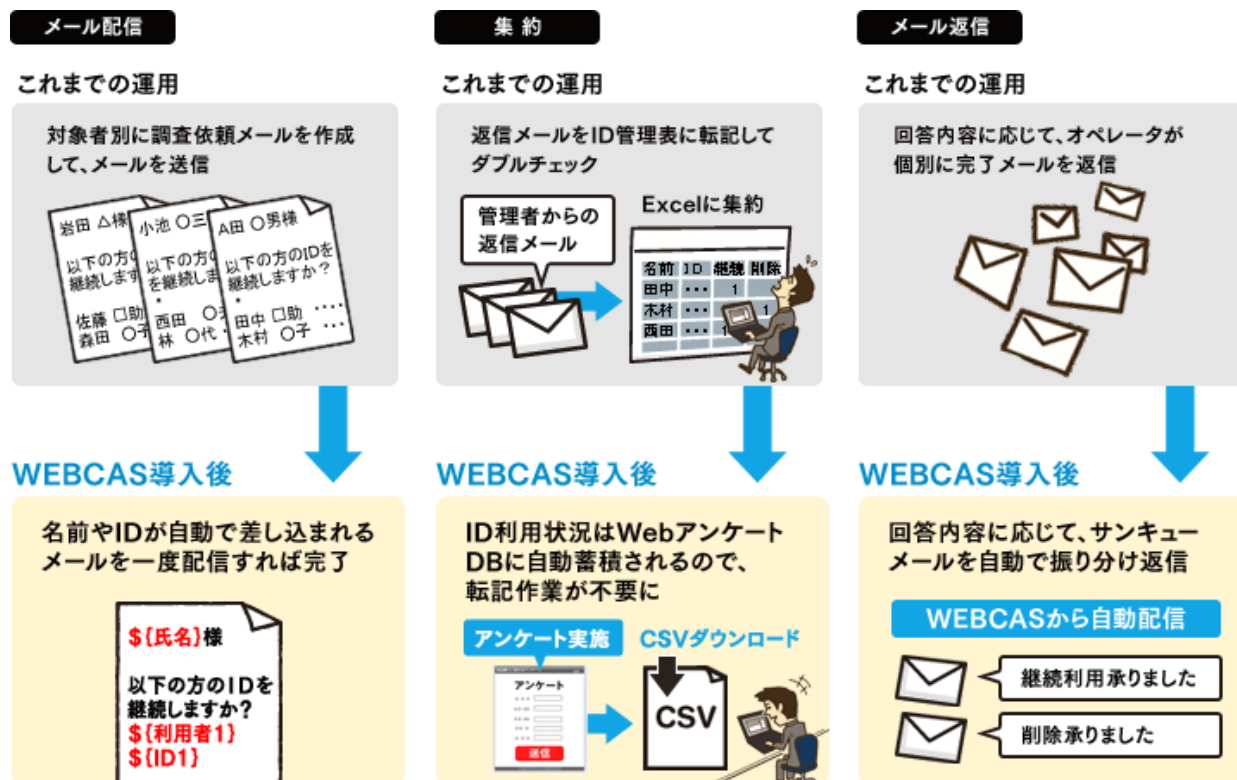 メール配信
これまでの運用
対象者別に調査依頼メールを作成
して、メールを送信
岩田 △様
以下の方
継続します
佐藤 □助
森田 ○子
小池 ○三
以下の方の
を継続しま
・
西田 ○
林 ○代・
A田 ○男様
以下の方のIDを
継続しますか?
・
田中 □助 ‥‥
木村 ○子 …
WEBCAS導入後
名前やIDが自動で差し込まれる
メールを一度配信すれば完了
${氏名}様
以下の方のIDを
継続しますか?
${利用者1}
${ID1}
集 約
これまでの運用
返信メールをID管理表に転記して
ダブルチェック
管理者からの
返信メール
Excelに集約
名前 ID 継続 削除
田中 ・・・ 1
木村 ・・・ 1
西田 ・・・ 1
WEBCAS導入後
ID利用状況はWebアンケート
DBに自動蓄積されるので、
転記作業が不要に
アンケート実施
CSVダウンロード
アンケート
送信
CSV
メール返信
これまでの運用
回答内容に応じて、オペレータが
個別に完了メールを返信
WEBCAS導入後
回答内容に応じて、サンキュー
メールを自動で振り分け返信
WEBCASから自動配信
継続利用承りました
削除承りました